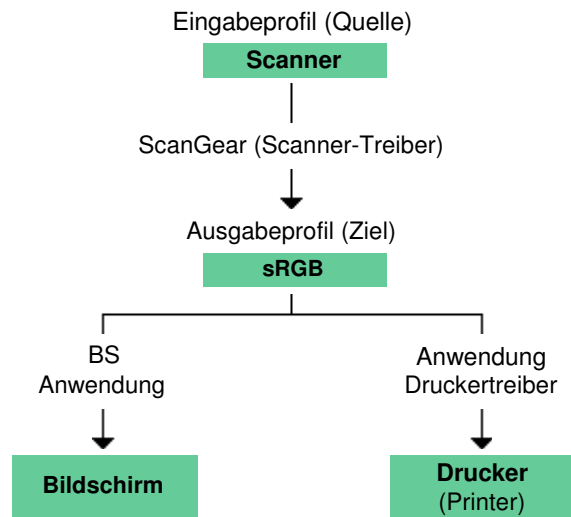 Eingabeprofil (Quelle)
Scanner
ScanGear (Scanner-Treiber)
Ausgabeprofil (Ziel)
sRGB
BS
Anwendung
Anwendung
Druckertreiber
Bildschirm
Drucker
(Printer)